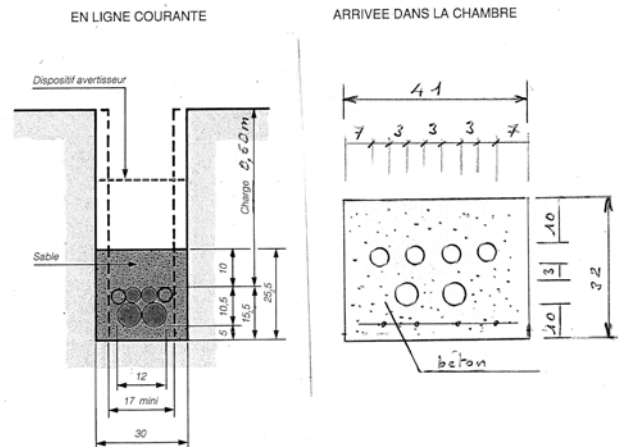 EN LIGNE COURANTE
ARRIVEE DANS LA CHAMBRE
Dispositif avertisseur
Charge 0,60m
Sable
10
10,5
5
15,5
25,5
12
17 mini
30
41
7 3 3 3 7
10
3
10
32
béton